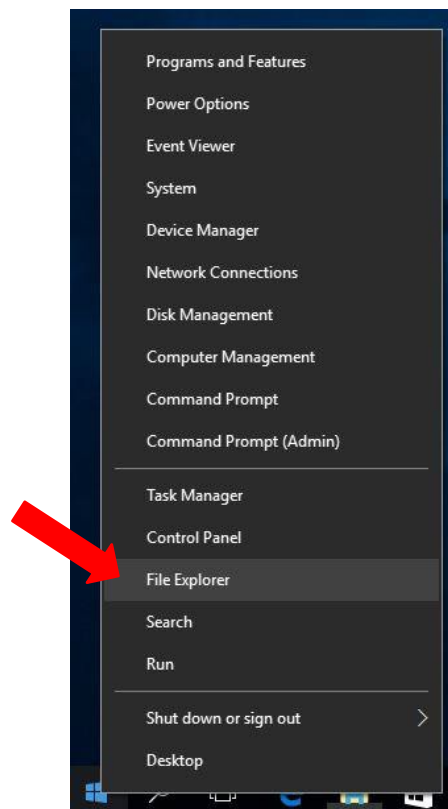 Programs and Features
Power Options
Event Viewer
System
Device Manager
Network Connections
Disk Management
Computer Management
Command Prompt
Command Prompt (Admin)
Task Manager
Control Panel
File Explorer
Search
Run
Shut down or sign out
Desktop